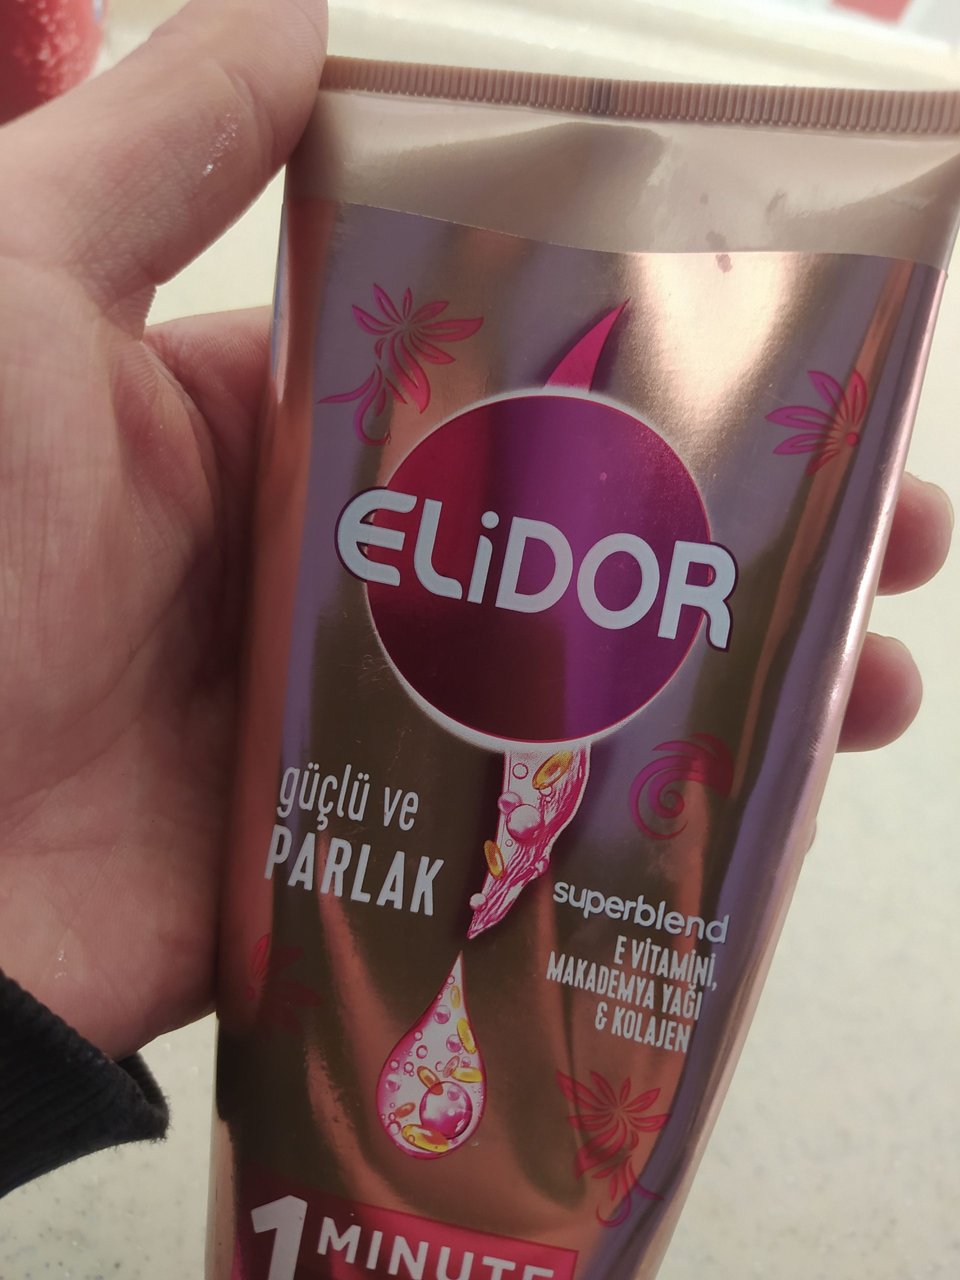 ELiDOR
güçlü ve
PARLAK
superblend
E VİTAMİNİ,
MAKADEMYA YAĞI
& KOLAJEN
1 MINUTE